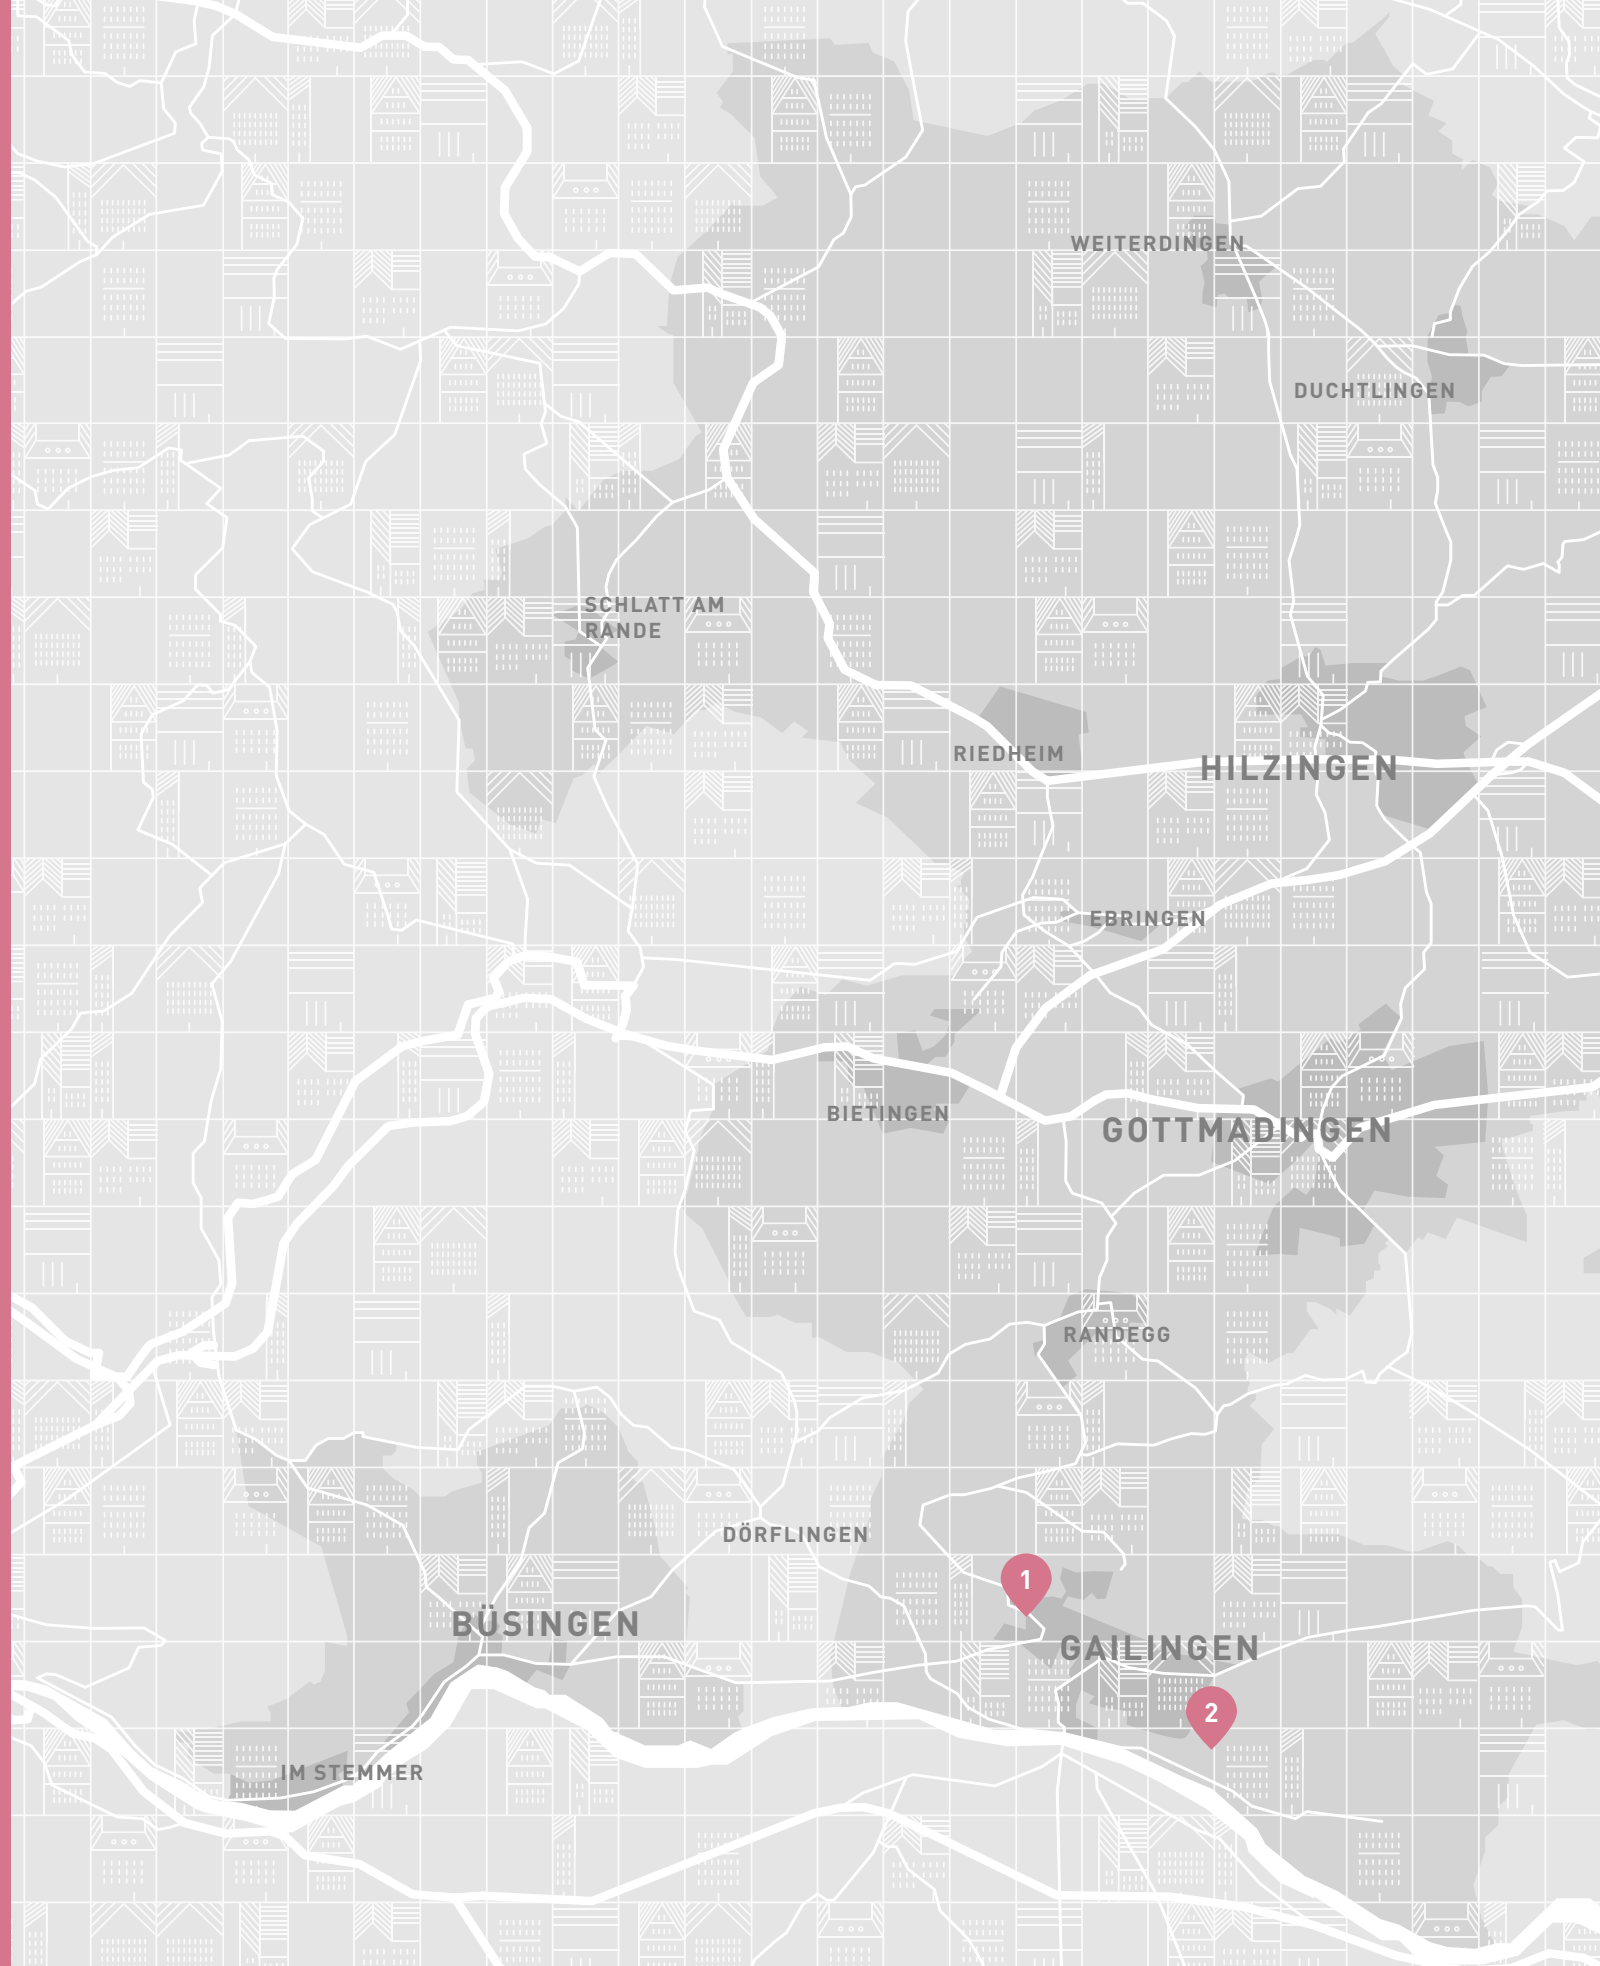 WEITERDINGEN
DUCHTLINGEN
SCHLATT AM
RANDE
RIEDHEIM
HILZINGEN
EBRINGEN
BIETINGEN
GOTTMADINGEN
RANDEGG
DÖRFLINGEN
1
BÜSINGEN
GAILINGEN
2
IM STEMMER